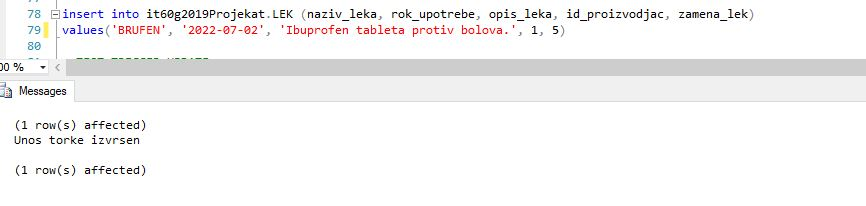 78 insert into it60g2019Projekat.LEK (naziv_leka, rok_upotrebe, opis_leka, id_proizvodjac, zamena_lek)
79 values('BRUFEN', '2022-07-02', 'Ibuprofen tableta protiv bolova.', 1, 5)
80
00 %
Messages
(1 row(s) affected)
Unos torke izvrsen
(1 row(s) affected)